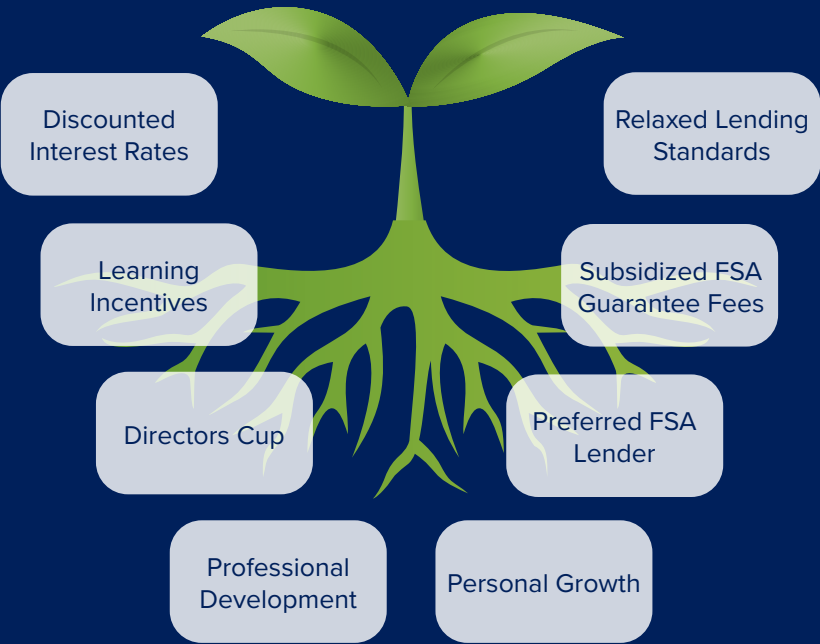 Discounted
Interest Rates
Relaxed Lending
Standards
Learning
Incentives
Subsidized FSA
Guarantee Fees
Directors Cup
Preferred FSA
Lender
Professional
Development
Personal Growth